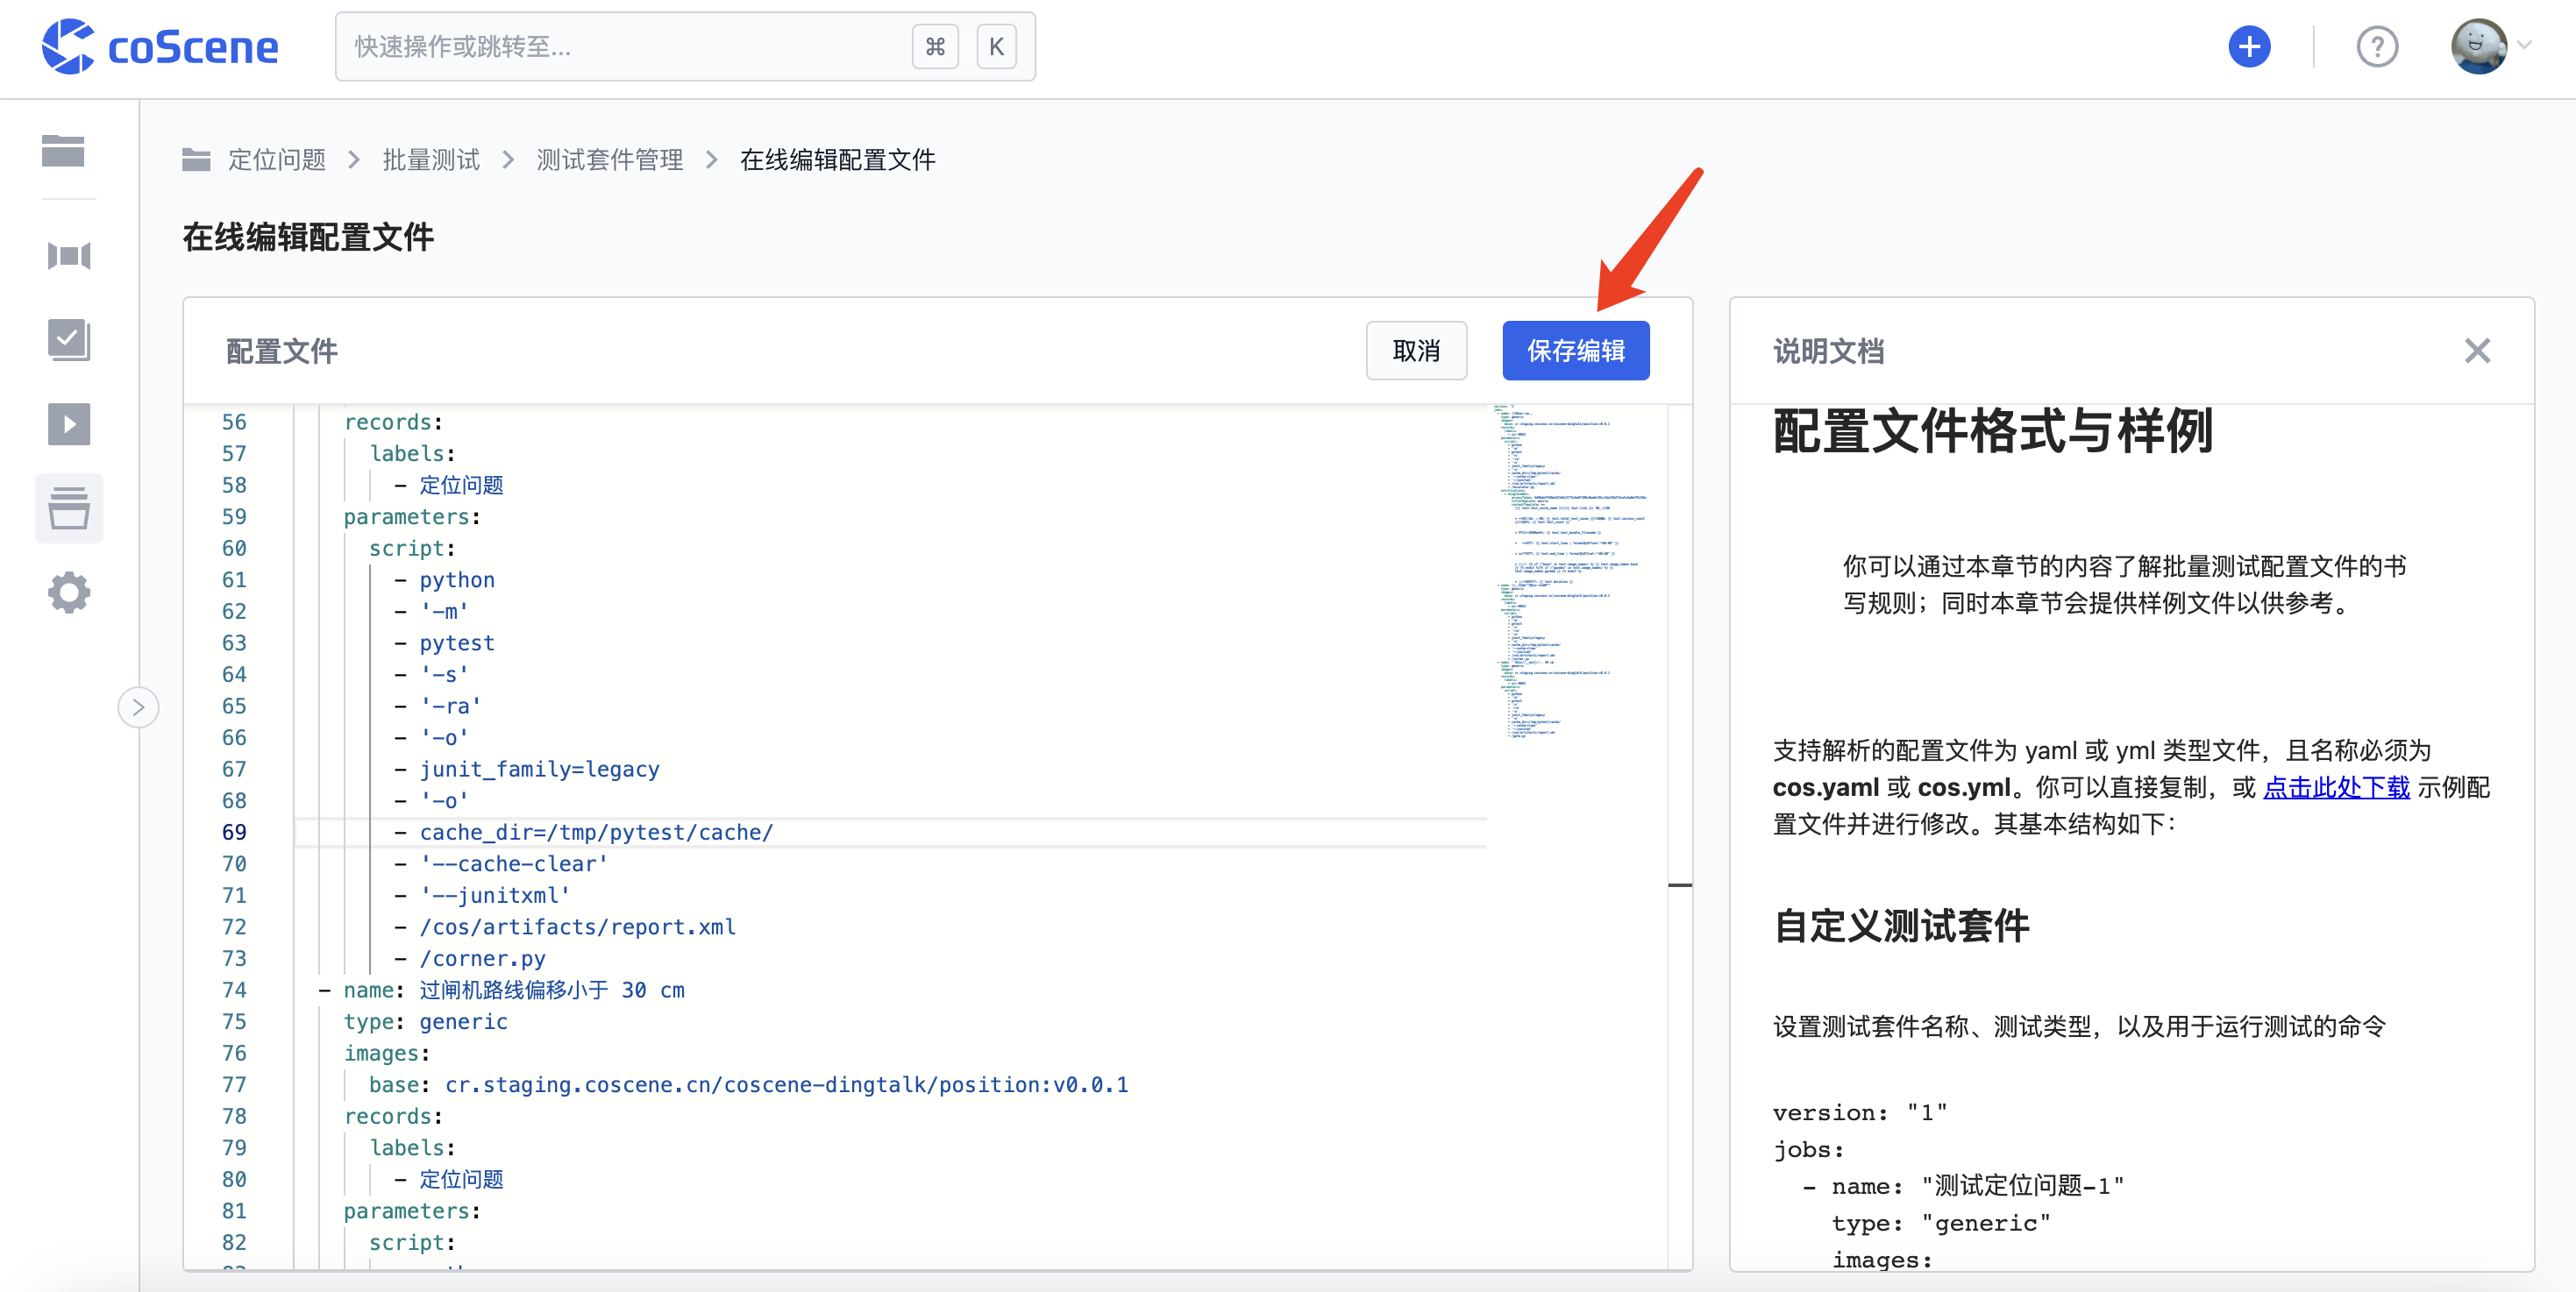 coScene
快速操作或跳转至...
⌘ K
定位问题 > 批量测试 > 测试套件管理 > 在线编辑配置文件
在线编辑配置文件
配置文件
取消
保存编辑
56 records:
57 labels:
58 - 定位问题
59 parameters:
60 script:
61 - python
62 - '-m'
63 - pytest
64 - '-s'
65 - '-ra'
66 - '-o'
67 - junit_family=legacy
68 - '-o'
69 - cache_dir=/tmp/pytest/cache/
70 - '--cache-clear'
71 - '--junitxml'
72 - /cos/artifacts/report.xml
73 - /corner.py
74 - name: 过闸机路线偏移小于 30 cm
75 type: generic
76 images:
77 base: cr.staging.coscene.cn/coscene-dingtalk/position:v0.0.1
78 records:
79 labels:
80 - 定位问题
81 parameters:
82 script:
说明文档
配置文件格式与样例
你可以通过本章节的内容了解批量测试配置文件的书
写规则；同时本章节会提供样例文件以供参考。
支持解析的配置文件为 yaml 或 yml 类型文件，且名称必须为
cos.yaml 或 cos.yml。你可以直接复制，或 点击此处下载 示例配
置文件并进行修改。其基本结构如下：
自定义测试套件
设置测试套件名称、测试类型，以及用于运行测试的命令
version: "1"
jobs:
- name: "测试定位问题-1"
type: "generic"
images: